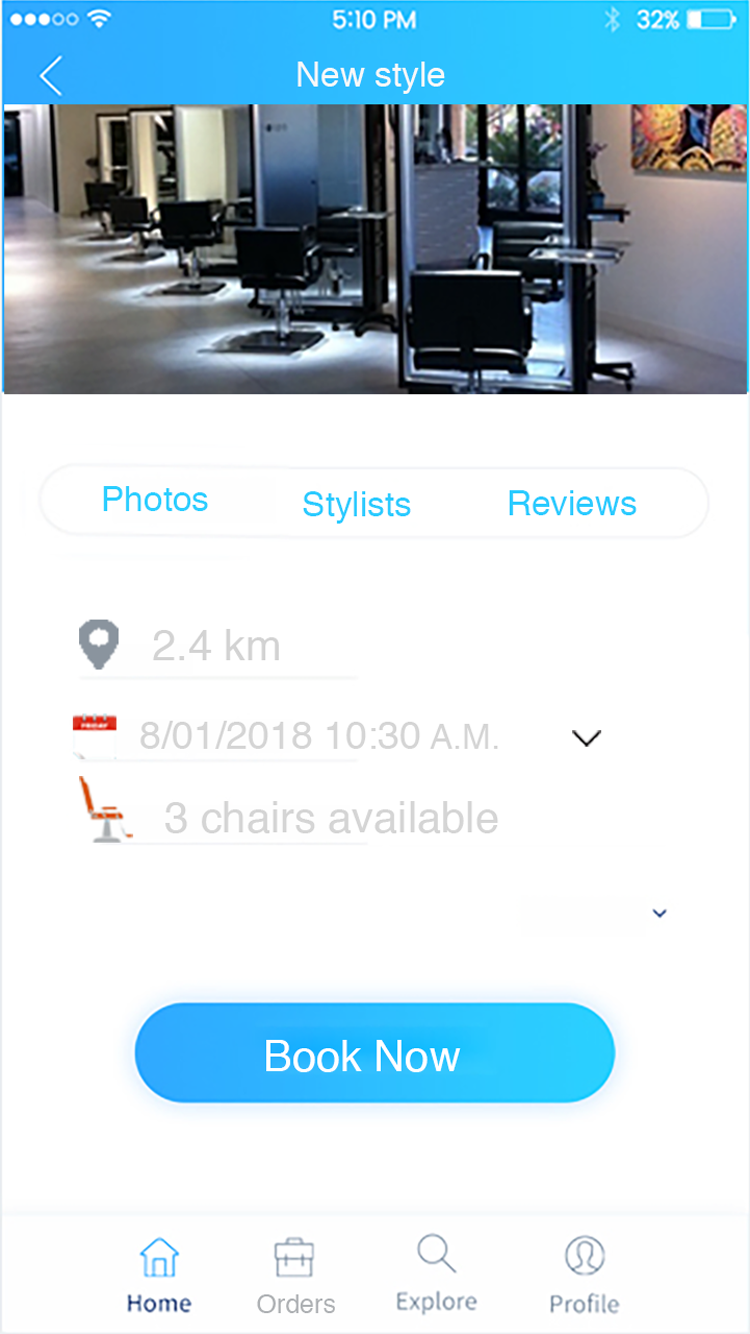 5:10 PM 32%
New style
Photos Stylists Reviews
2.4 km
8/01/2018 10:30 A.M.
3 chairs available
Book Now
Home Orders Explore Profile